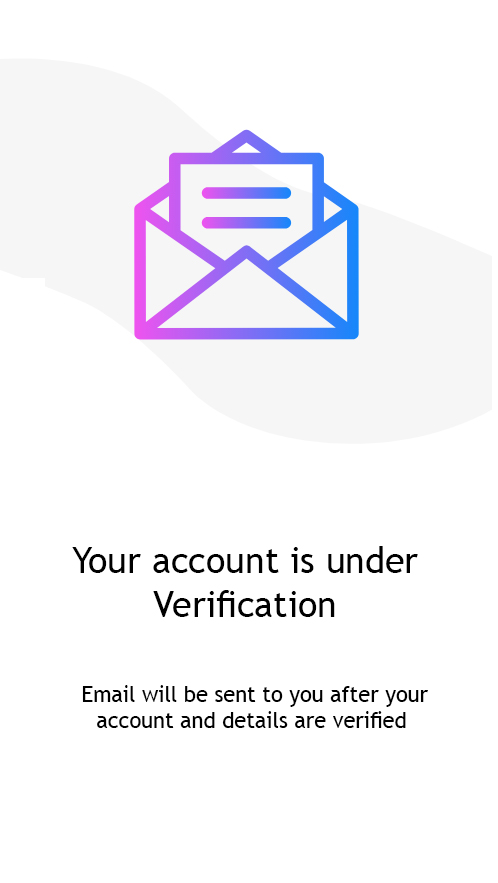 Your account is under
Verification
Email will be sent to you after your
account and details are verified